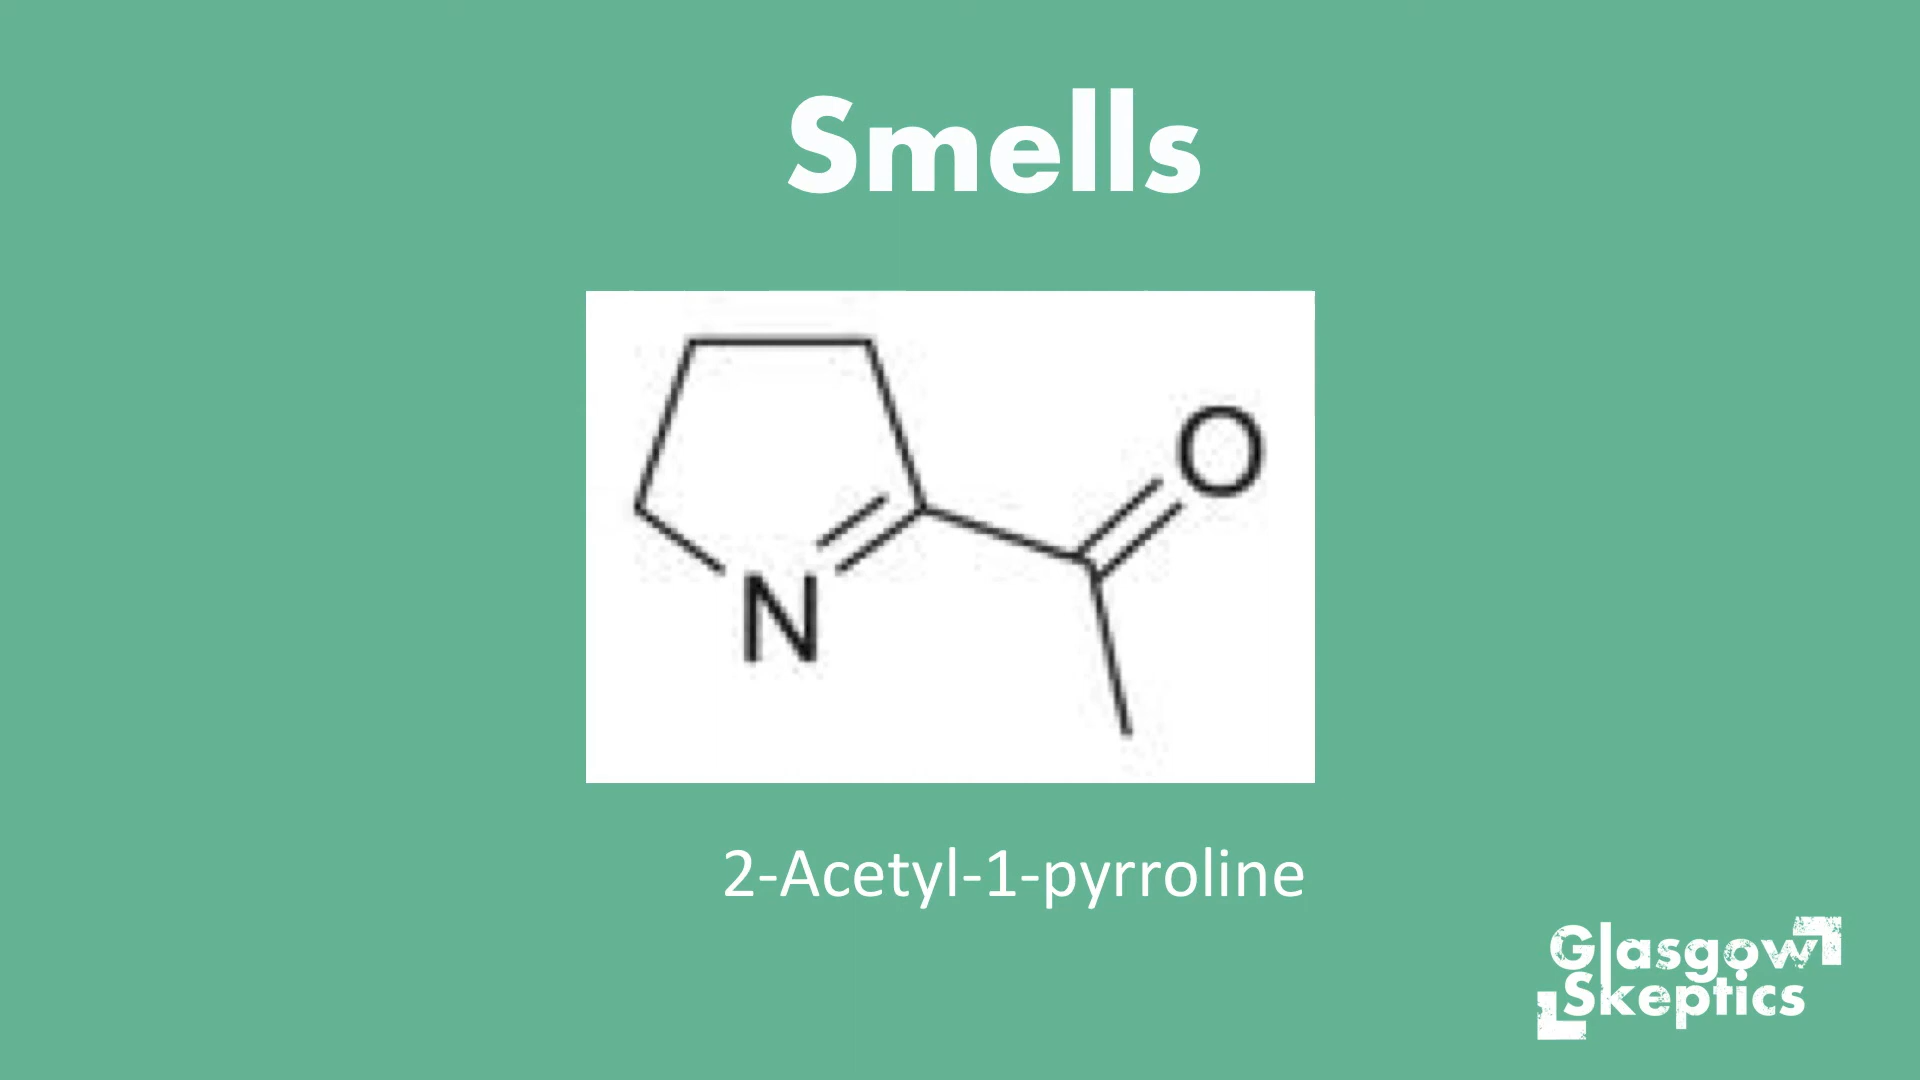 Smells
O
N
2-Acetyl-1-pyrroline
Glasgow
Skeptics